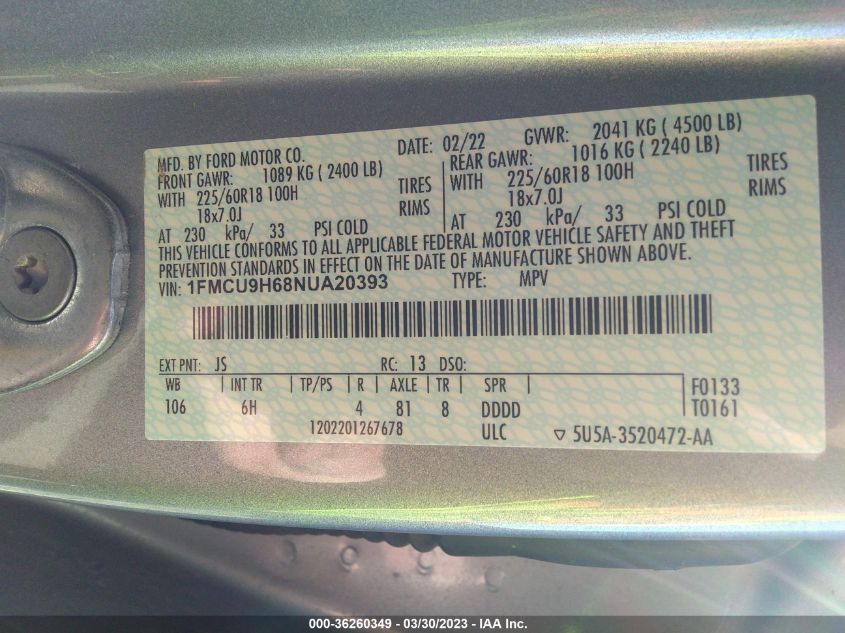 MFD. BY FORD MOTOR CO. DATE: 02/22 GVWR: 2041 KG ( 4500 LB)
FRONT GAWR: 1089 KG ( 2400 LB) REAR GAWR: 1016 KG ( 2240 LB)
WITH 225/60R18 100H TIRES WITH 225/60R18 100H TIRES
18x7.0J RIMS 18x7.0J RIMS
AT 230 kPa/ 33 PSI COLD AT 230 kPa/ 33 PSI COLD
THIS VEHICLE CONFORMS TO ALL APPLICABLE FEDERAL MOTOR VEHICLE SAFETY AND THEFT
PREVENTION STANDARDS IN EFFECT ON THE DATE OF MANUFACTURE SHOWN ABOVE.
VIN: 1FMCU9H68NUA20393 TYPE: MPV
EXT PNT: JS RC: 13 DSO:
WB INT TR TP/PS R AXLE TR SPR F0133
106 6H 4 81 8 DDDD T0161
1202201267678 ULC ▽ 5U5A-3520472-AA
000-36260349 - 03/30/2023 - IAA Inc.